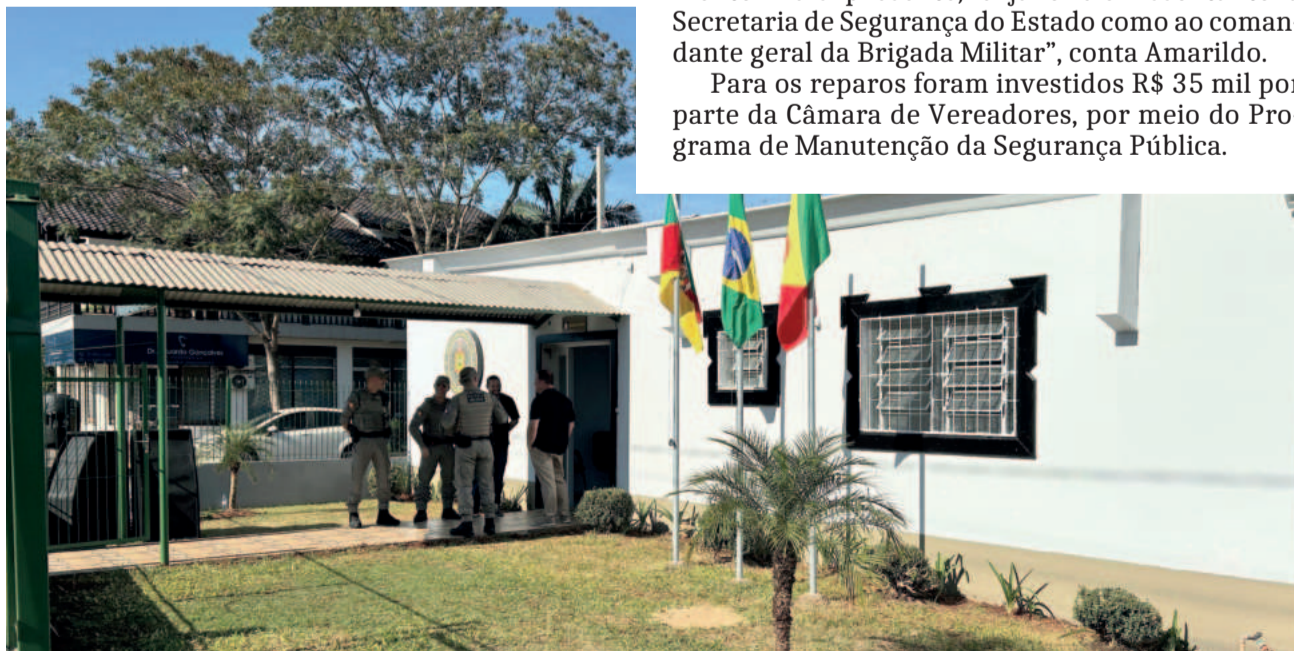 Secretaria de Segurança do Estado como ao coman-
dante geral da Brigada Militar”, conta Amarildo.
Para os reparos foram investidos R$ 35 mil por
parte da Câmara de Vereadores, por meio do Pro-
grama de Manutenção da Segurança Pública.
Gonçalves